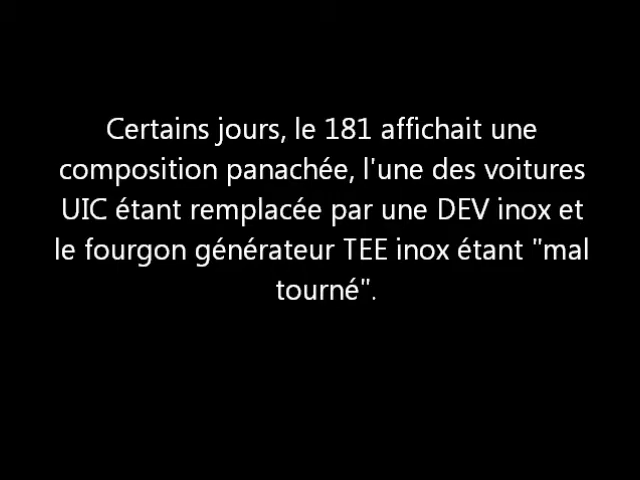 Certains jours, le 181 affichait une
composition panachée, l'une des voitures
UIC étant remplacée par une DEV inox et
le fourgon générateur TEE inox étant "mal
tourné".